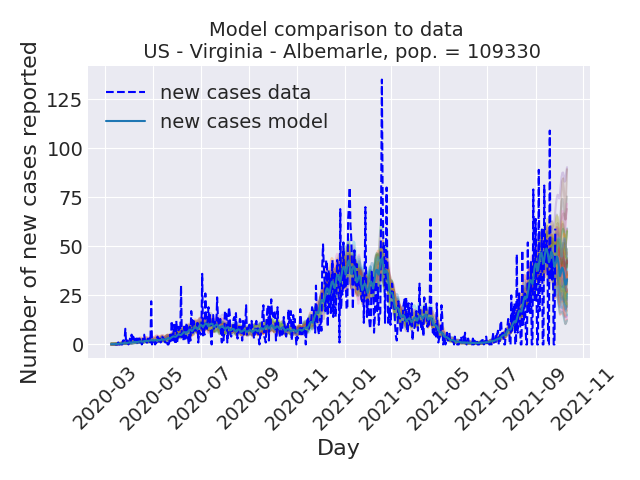 Model comparison to data
US - Virginia - Albemarle, pop. = 109330
Number of new cases reported
125
100
75
50
25
0
new cases data
new cases model
2020-03
2020-05
2020-07
2020-09
2020-11
2021-01
2021-03
2021-05
2021-07
2021-09
2021-11
Day